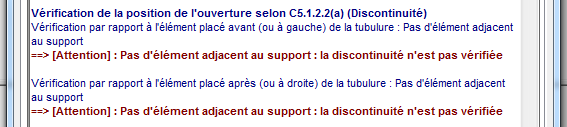 Vérification de la position de l'ouverture selon C5.1.2.2(a) (Discontinuité)
Vérification par rapport à l'élément placé avant (ou à gauche) de la tubulure : Pas d'élément adjacent
au support
==> [Attention] : Pas d'élément adjacent au support : la discontinuité n'est pas vérifiée
Vérification par rapport à l'élément placé après (ou à droite) de la tubulure : Pas d'élément adjacent
au support
==> [Attention] : Pas d'élément adjacent au support : la discontinuité n'est pas vérifiée